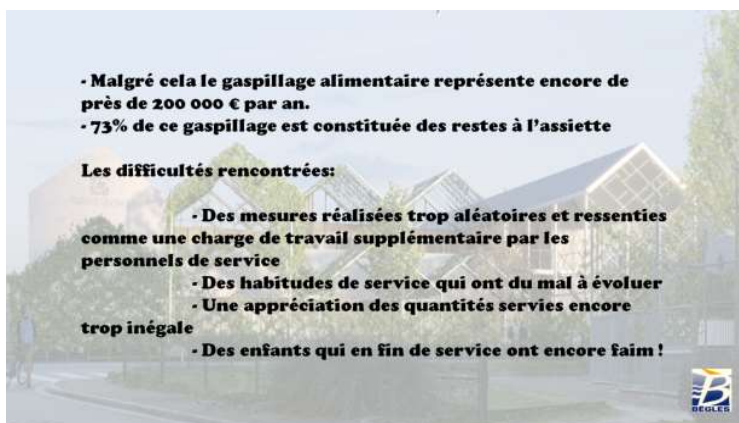 - Malgré cela le gaspillage alimentaire représente encore de
près de 200 000 € par an.
- 73% de ce gaspillage est constituée des restes à l'assiette
Les difficultés rencontrées:
- Des mesures réalisées trop aléatoires et ressenties
comme une charge de travail supplémentaire par les
personnels de service
- Des habitudes de service qui ont du mal à évoluer
- Une appréciation des quantités servies encore
trop inégale
- Des enfants qui en fin de service ont encore faim !
BÈGLES